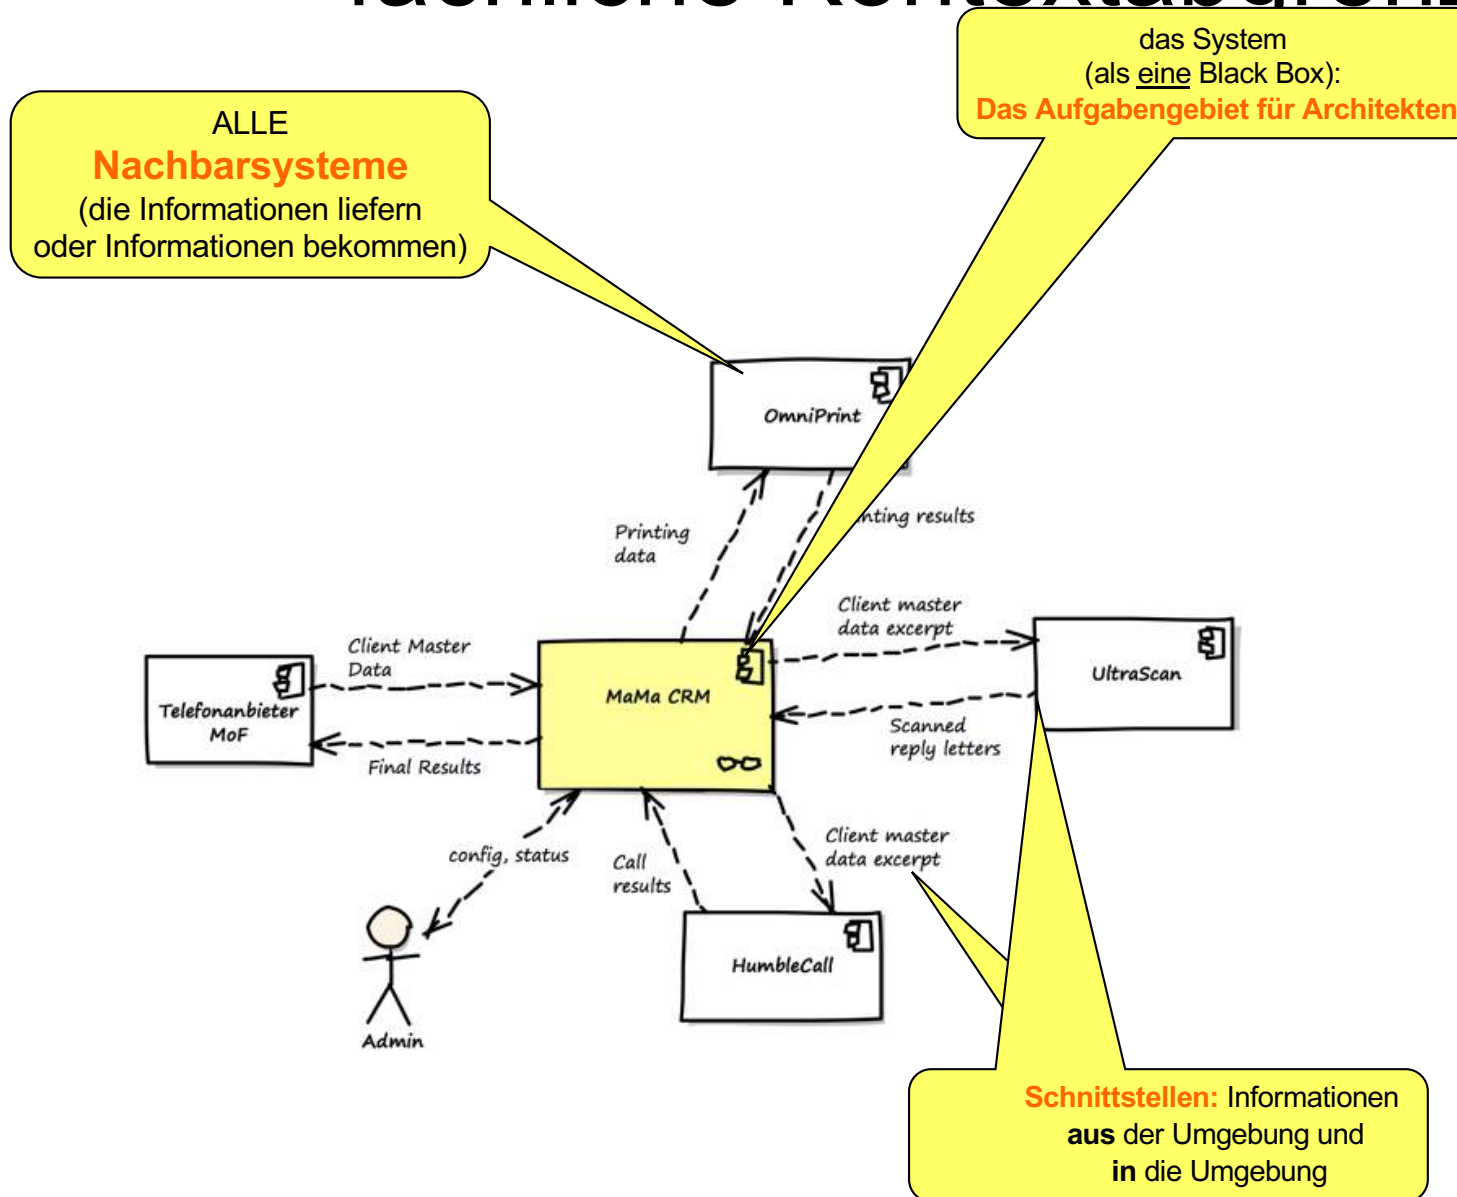 das System
(als eine Black Box):
Das Aufgabengebiet für Architekten
ALLE
Nachbarsysteme
(die Informationen liefern
oder Informationen bekommen)
OmniPrint
Printing
data
results
Client master
data excerpt
Client Master
Data
Telefonanbieter
MoF
MaMa CRM
UltraScan
Final Results
Scanned
reply letters
config, status
Call
results
Client master
data excerpt
HumbleCall
Admin
Schnittstellen: Informationen
aus der Umgebung und
in die Umgebung